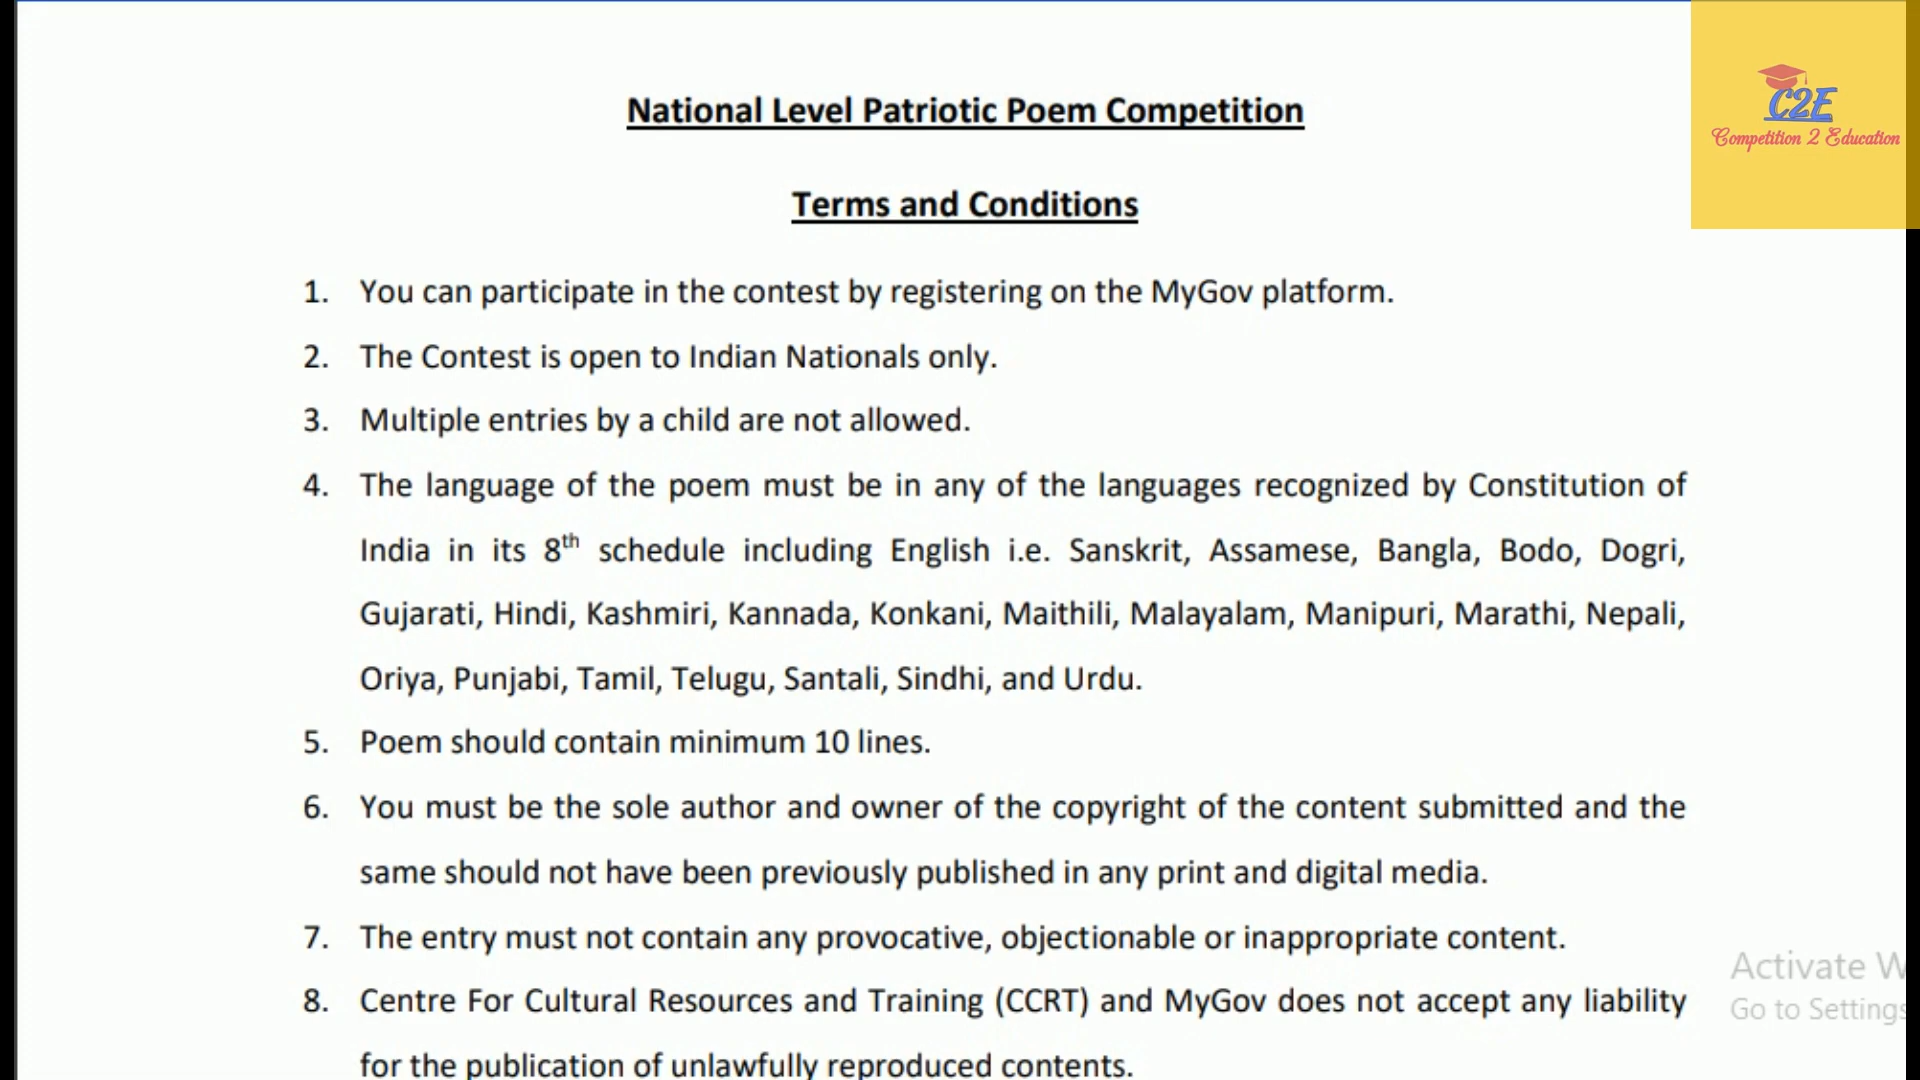 National Level Patriotic Poem Competition
C2E
Competition 2 Education
Terms and Conditions
1. You can participate in the contest by registering on the MyGov platform.
2. The Contest is open to Indian Nationals only.
3. Multiple entries by a child are not allowed.
4. The language of the poem must be in any of the languages recognized by Constitution of
India in its 8th schedule including English i.e. Sanskrit, Assamese, Bangla, Bodo, Dogri,
Gujarati, Hindi, Kashmiri, Kannada, Konkani, Maithili, Malayalam, Manipuri, Marathi, Nepali,
Oriya, Punjabi, Tamil, Telugu, Santali, Sindhi, and Urdu.
5. Poem should contain minimum 10 lines.
6. You must be the sole author and owner of the copyright of the content submitted and the
same should not have been previously published in any print and digital media.
7. The entry must not contain any provocative, objectionable or inappropriate content.
8. Centre For Cultural Resources and Training (CCRT) and MyGov does not accept any liability
for the publication of unlawfully reproduced contents.
Activate W
Go to Settings